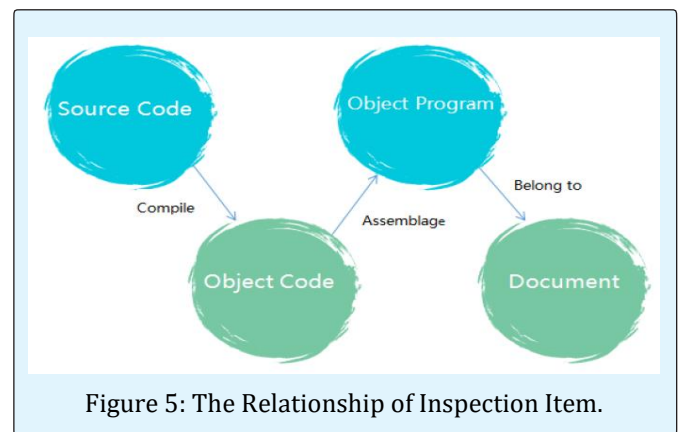 Source Code
Object Program
Compile
Assemblage
Belong to
Object Code
Document
Figure 5: The Relationship of Inspection Item.